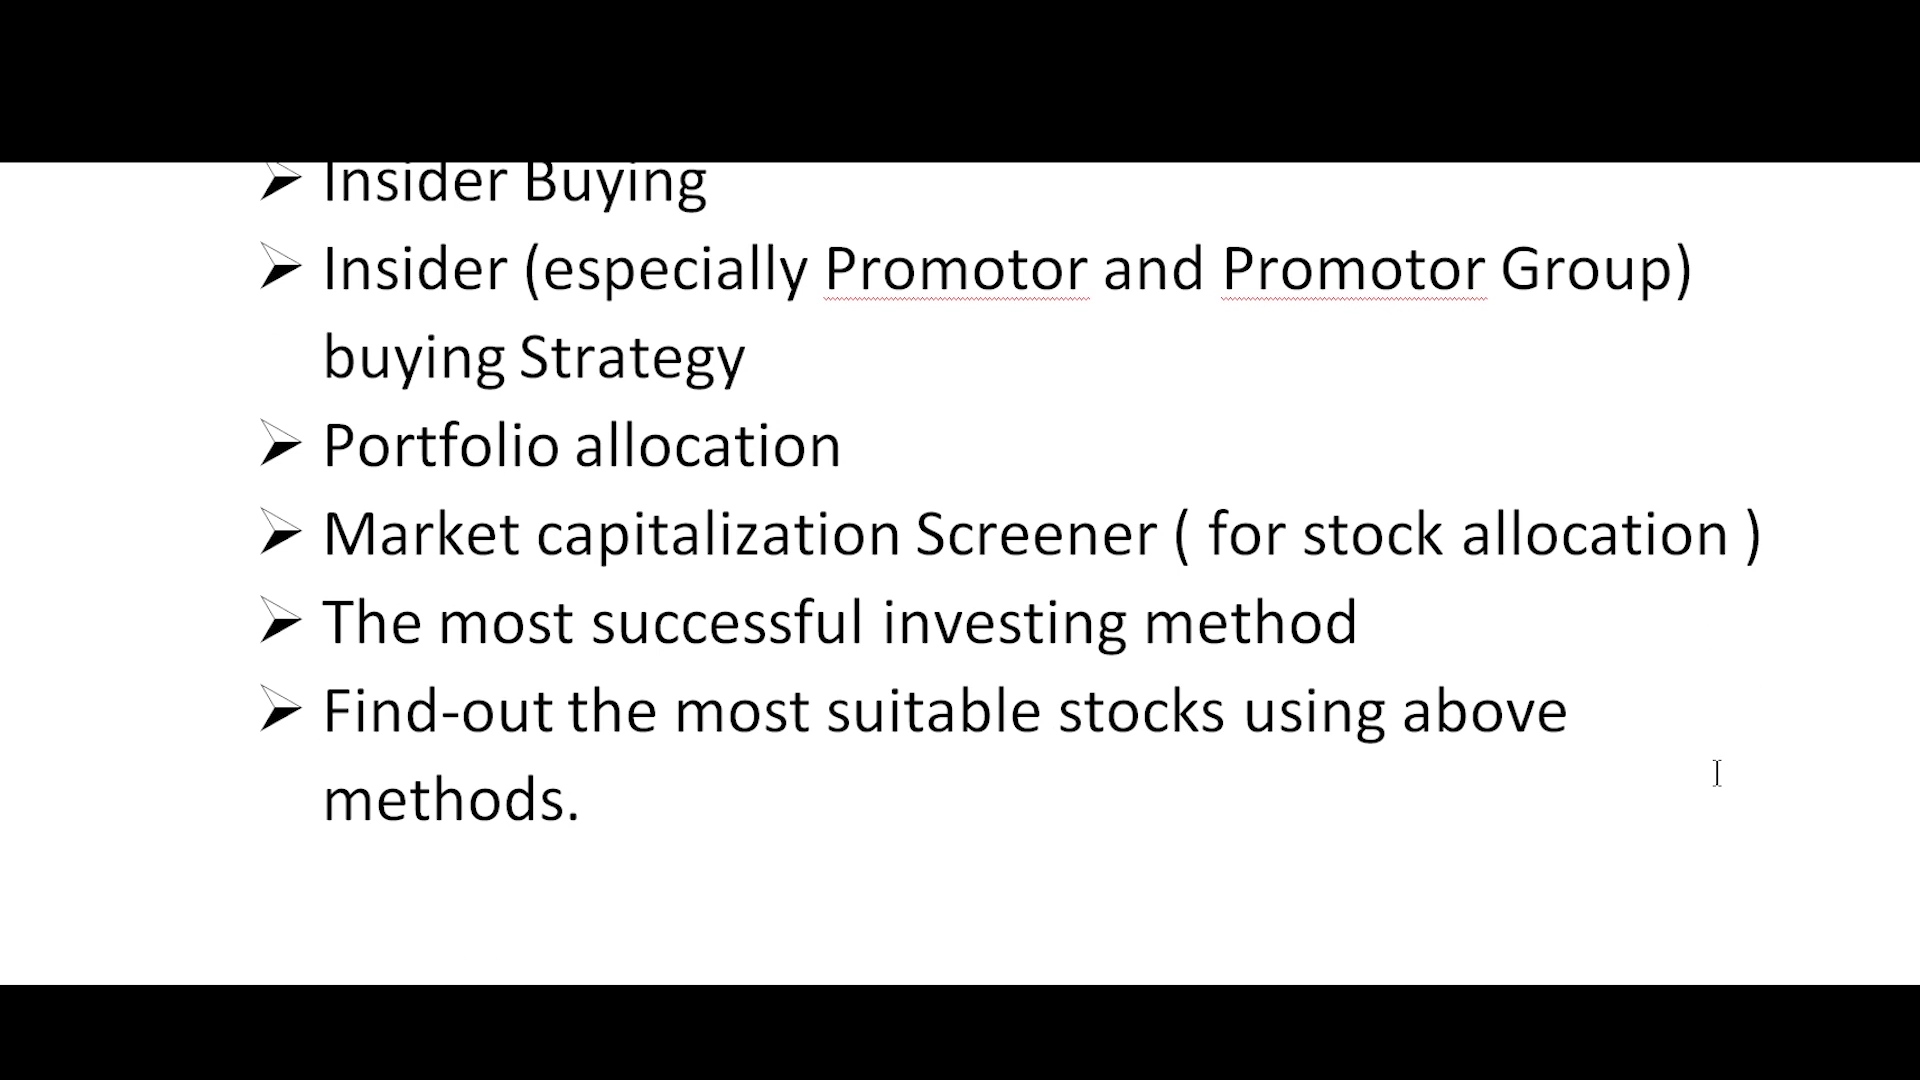 ➢ Insider Buying
➢ Insider (especially Promotor and Promotor Group)
buying Strategy
➢ Portfolio allocation
➢ Market capitalization Screener ( for stock allocation )
➢ The most successful investing method
➢ Find-out the most suitable stocks using above
methods.